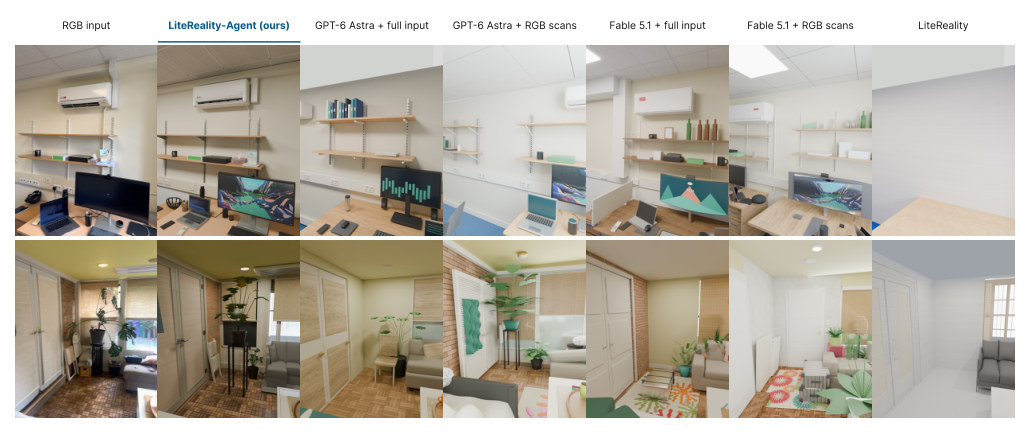 RGB input
LiteReality-Agent (ours)
GPT-6 Astra + full input
GPT-6 Astra + RGB scans
Fable 5.1 + full input
Fable 5.1 + RGB scans
LiteReality